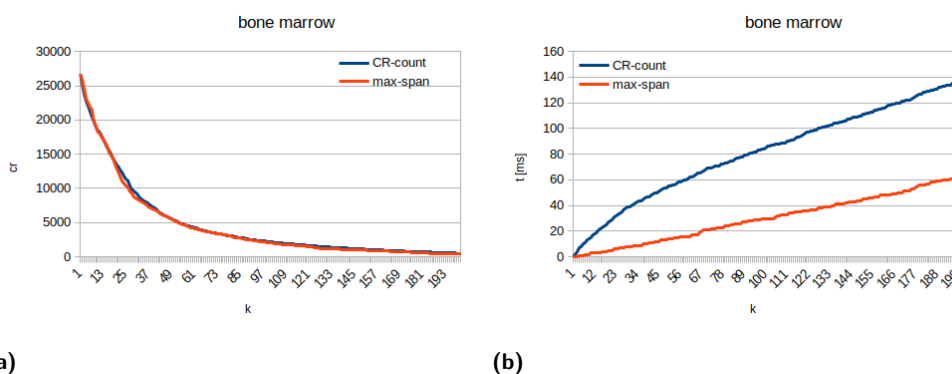 bone marrow
30000
25000
20000
15000
10000
5000
0
cr
CR-count
max-span
1 13 25 37 49 61 73 85 97 109 121 133 145 157 169 181 193
k
a)
bone marrow
160
140
120
100
80
60
40
20
0
t [ms]
CR-count
max-span
1 12 23 34 45 56 67 78 89 100 111 122 133 144 155 166 177 188
k
(b)